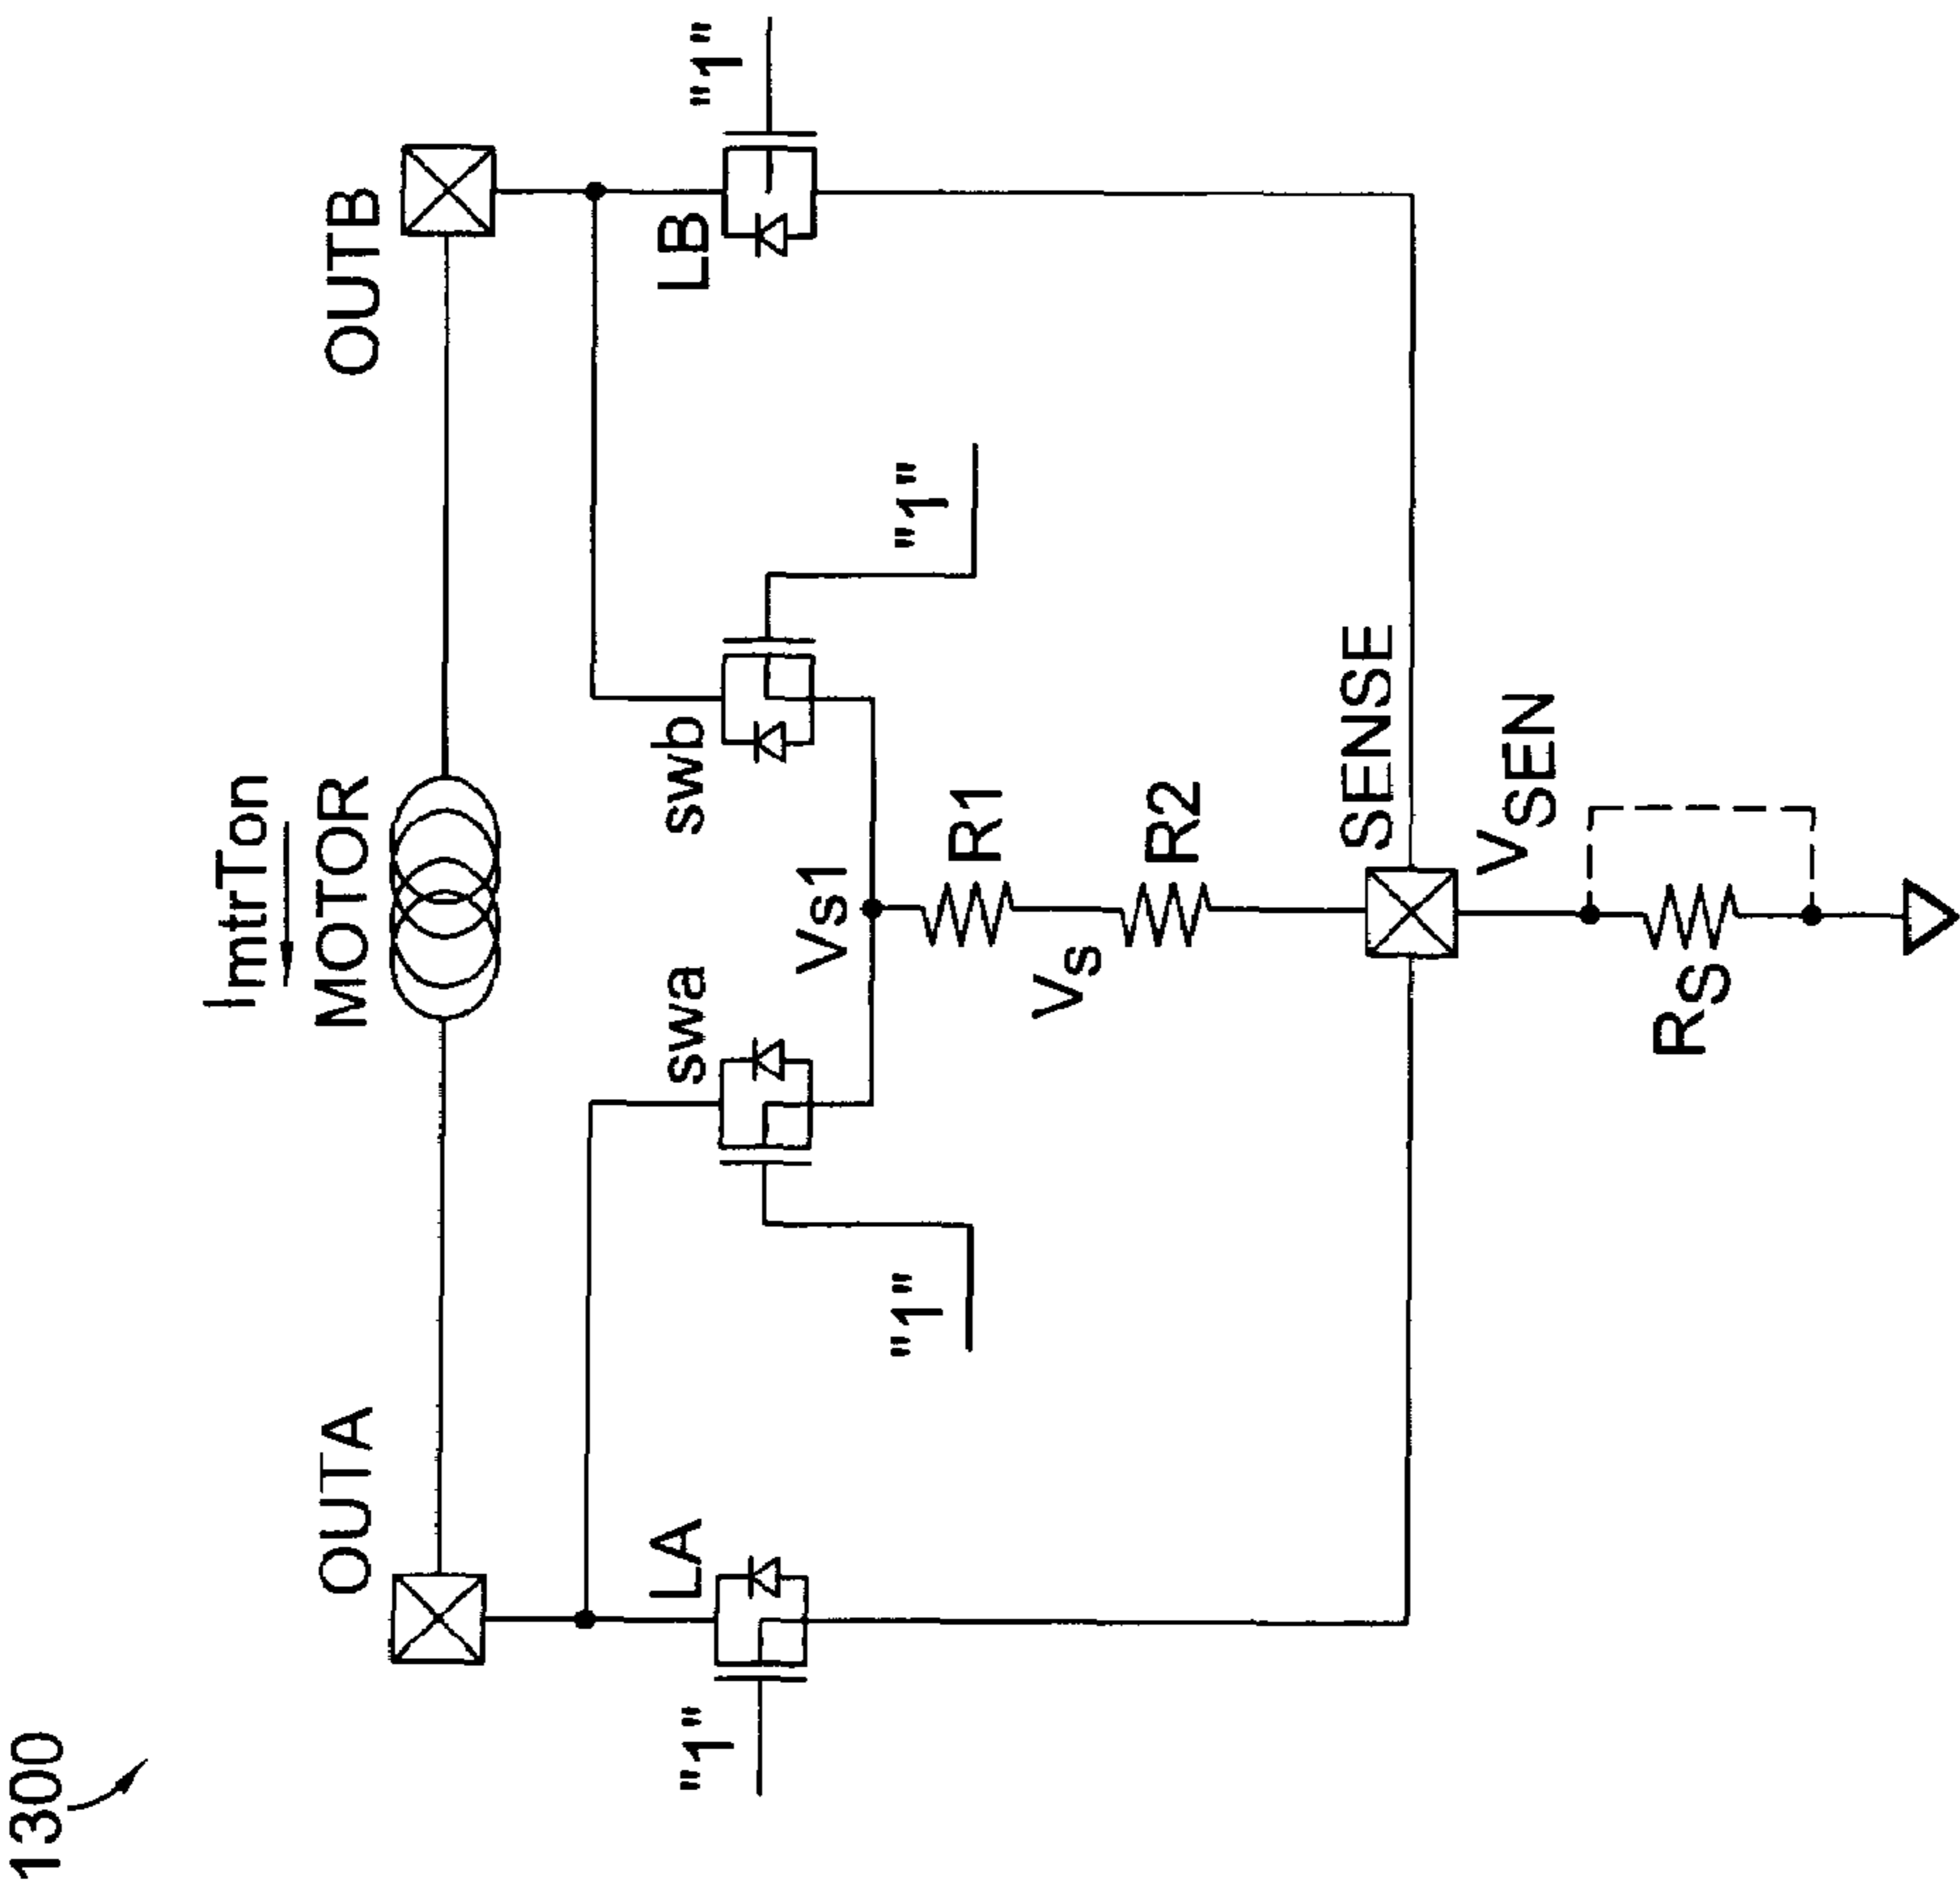 1300
ImtrTon
OUTA
MOTOR
OUTB
"1"
LA
swa
swb
LB
"1"
Vs1
"1"
"1"
R1
Vs
R2
SENSE
VSEN
RS